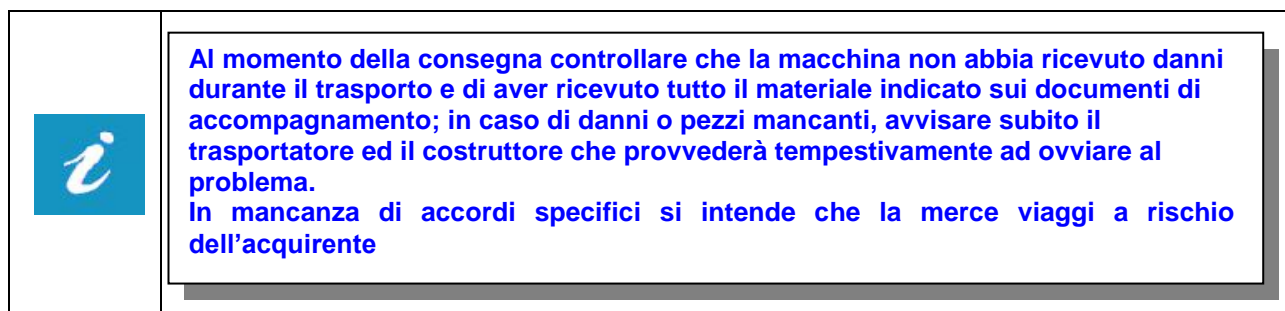 i
Al momento della consegna controllare che la macchina non abbia ricevuto danni
durante il trasporto e di aver ricevuto tutto il materiale indicato sui documenti di
accompagnamento; in caso di danni o pezzi mancanti, avvisare subito il
trasportatore ed il costruttore che provvederà tempestivamente ad ovviare al
problema.
In mancanza di accordi specifici si intende che la merce viaggi a rischio
dell’acquirente